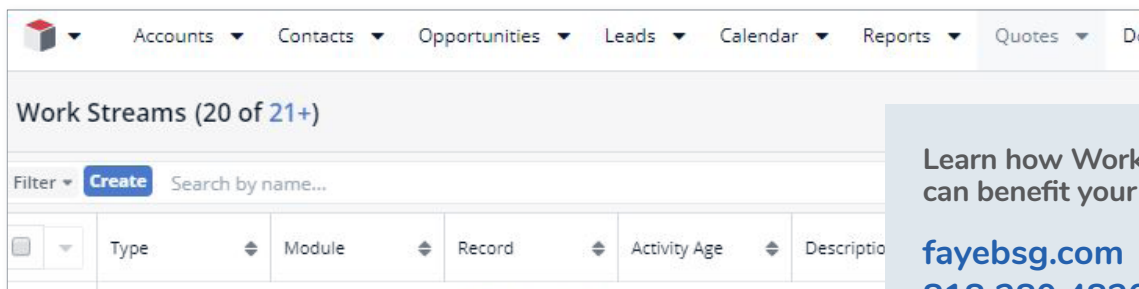 Accounts Contacts Opportunities Leads Calendar Reports Quotes
Work Streams (20 of 21+)
Filter Create Search by name...
Type Module Record Activity Age
Learn how Work
can benefit your
fayebsg.com